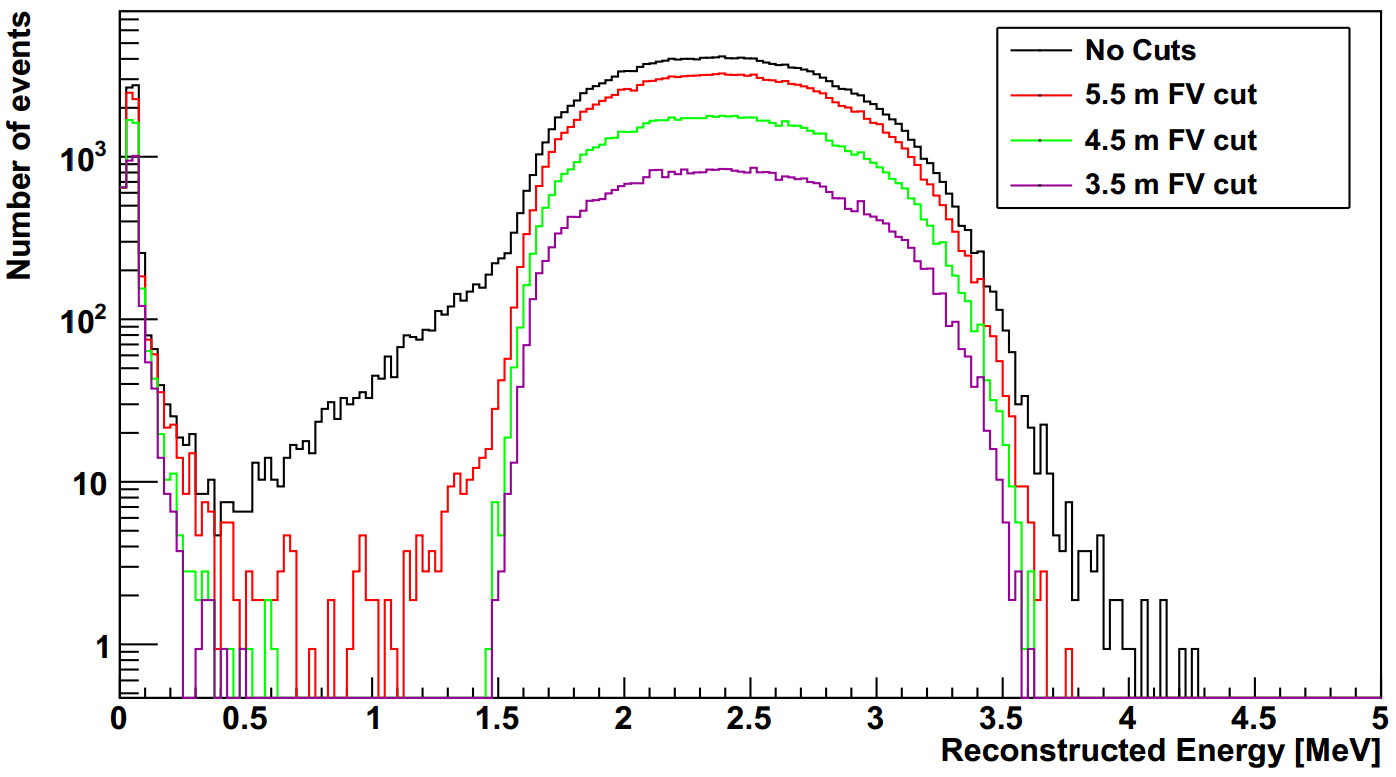 Number of events
10³
10²
10
1
No Cuts
5.5 m FV cut
4.5 m FV cut
3.5 m FV cut
0 0.5 1 1.5 2 2.5 3 3.5 4 4.5 5
Reconstructed Energy [MeV]